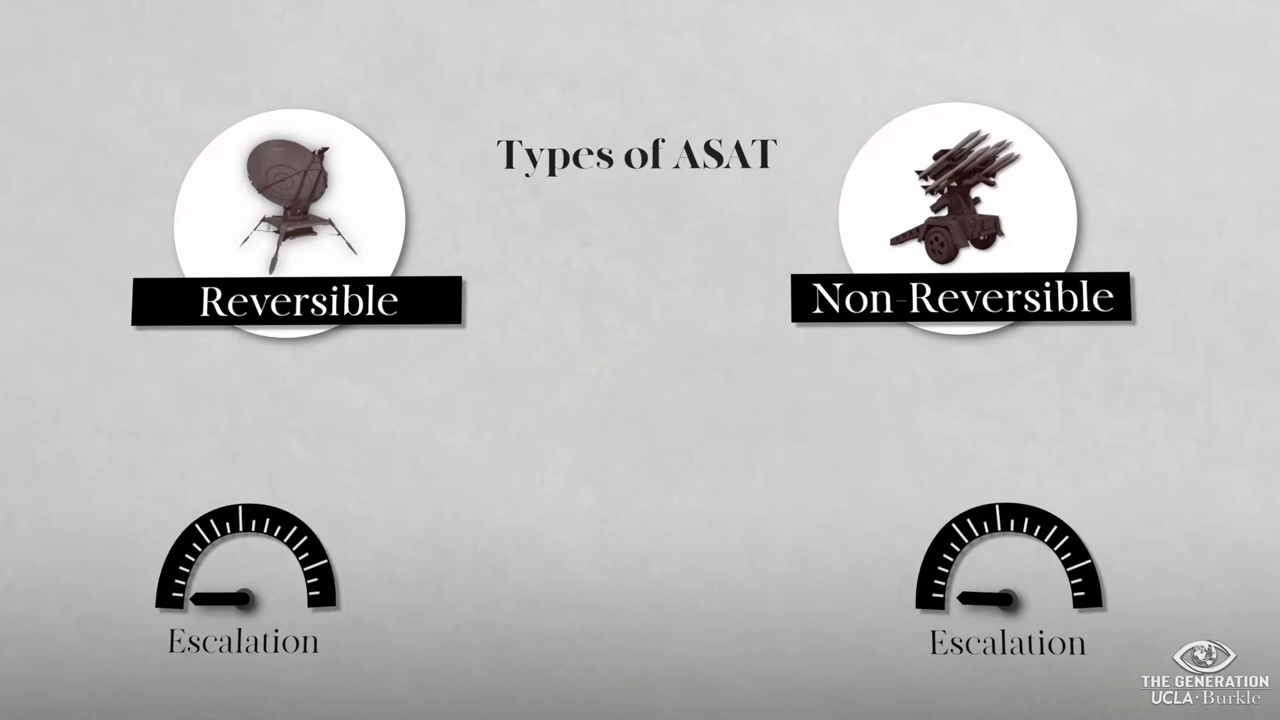 Types of ASAT
Reversible
Non-Reversible
Escalation
Escalation
THE GENERATION
UCLA·Burkle